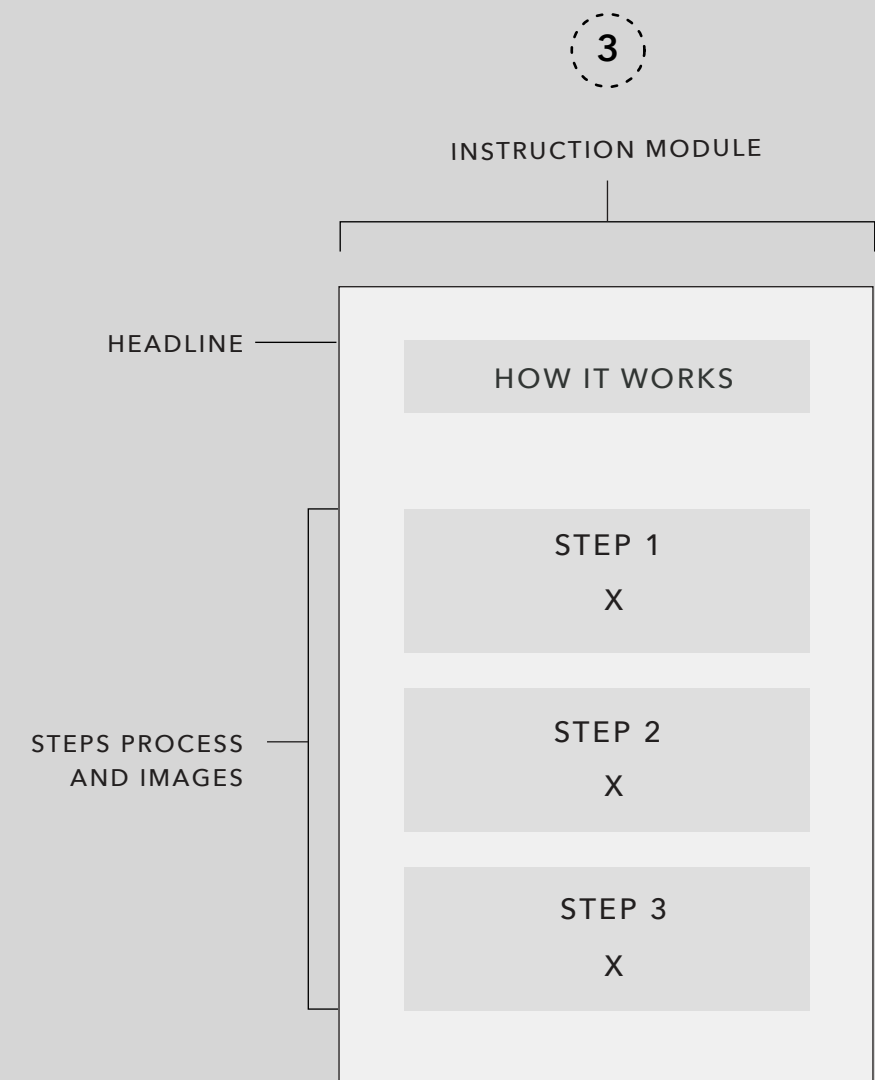 3
INSTRUCTION MODULE
HEADLINE
HOW IT WORKS
STEP 1
X
STEPS PROCESS
AND IMAGES
STEP 2
X
STEP 3
X